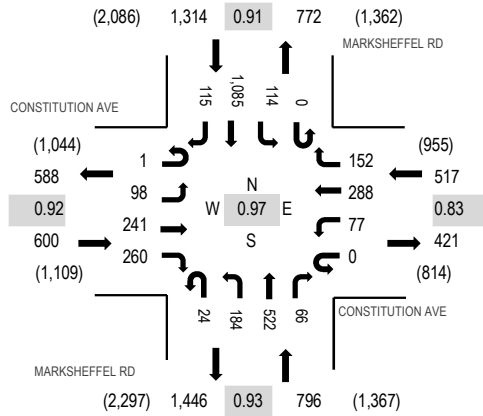 (2,086) 1,314 0.91 772 (1,362)
MARKSHEFFEL RD
CONSTITUTION AVE
115 1,085 114 0
(1,044)
588
0.92
600
(1,109)
1
98
241
260
N
W 0.97 E
S
152
288
77
0
(955)
517
0.83
421
(814)
24 184 522 66
CONSTITUTION AVE
MARKSHEFFEL RD
(2,297) 1,446 0.93 796 (1,367)